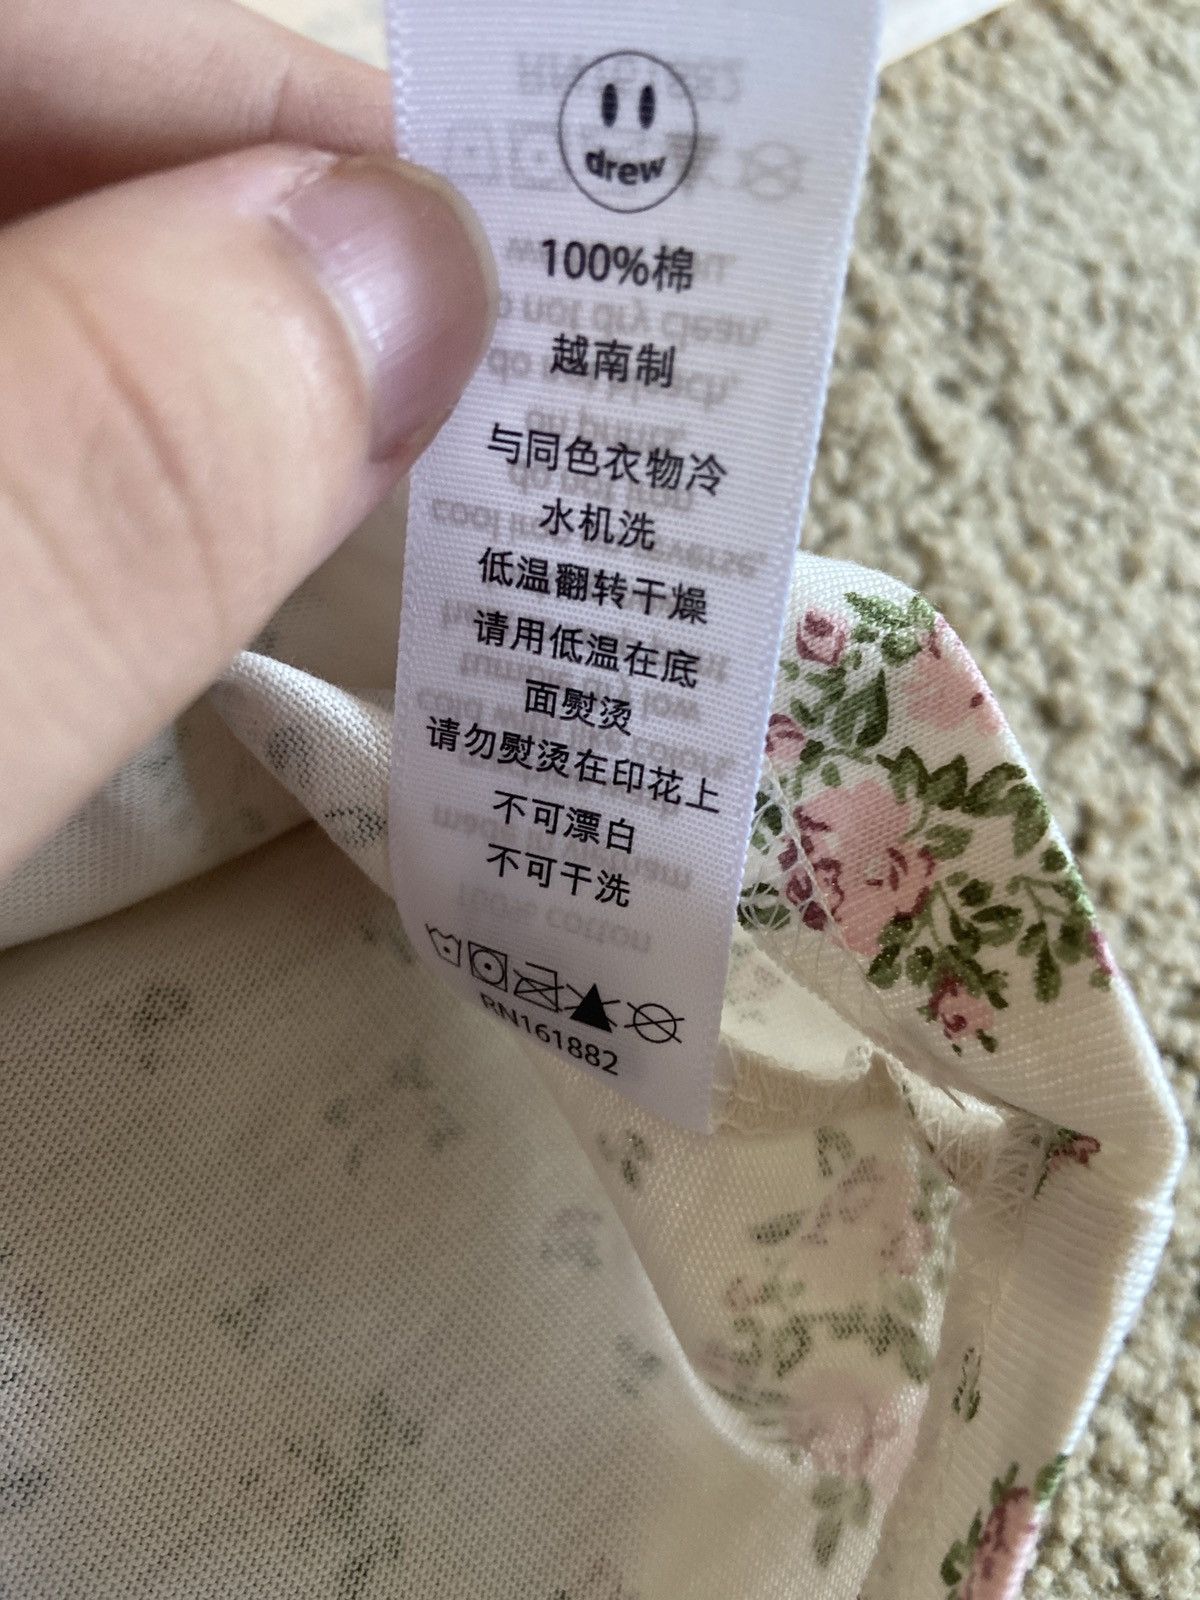 drew
100%棉
越南制
与同色衣物冷
水机洗
低温翻转干燥
请用低温在底
面熨烫
请勿熨烫在印花上
不可漂白
不可干洗
RN161882